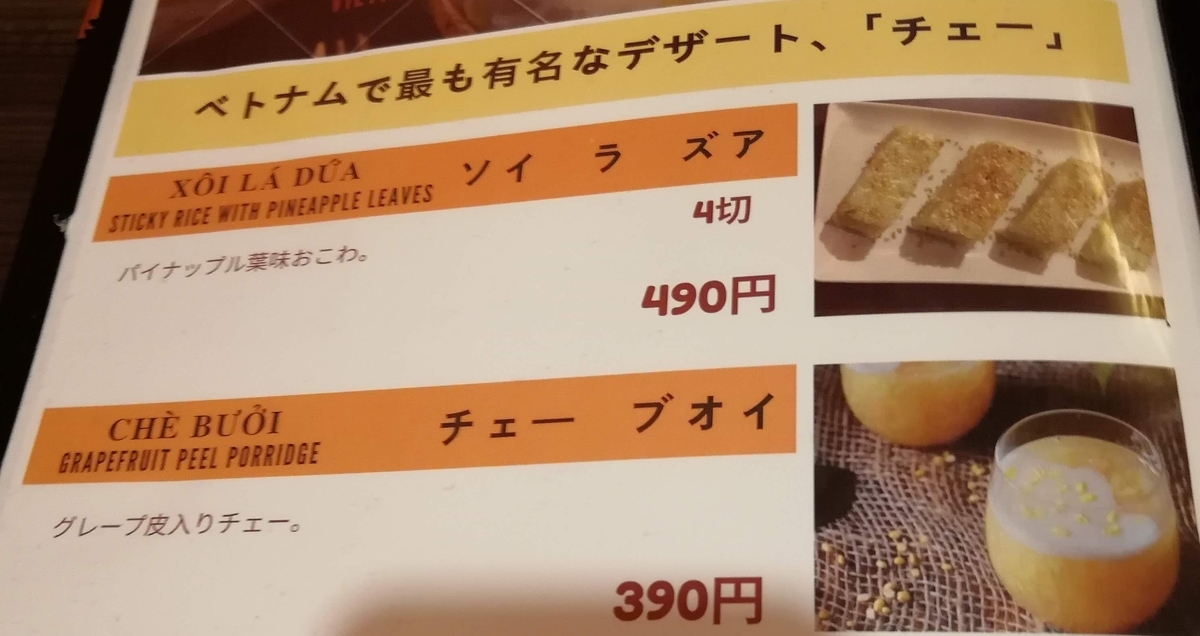 ベトナムで最も有名なデザート、「チェー」
XÔI LÁ DỨA
STICKY RICE WITH PINEAPPLE LEAVES
ソイ ラ ズア
4切
パイナップル葉味おこわ。
490円
CHÈ BƯỞI
GRAPEFRUIT PEEL PORRIDGE
チェー ブオイ
グレープ皮入りチェー。
390円